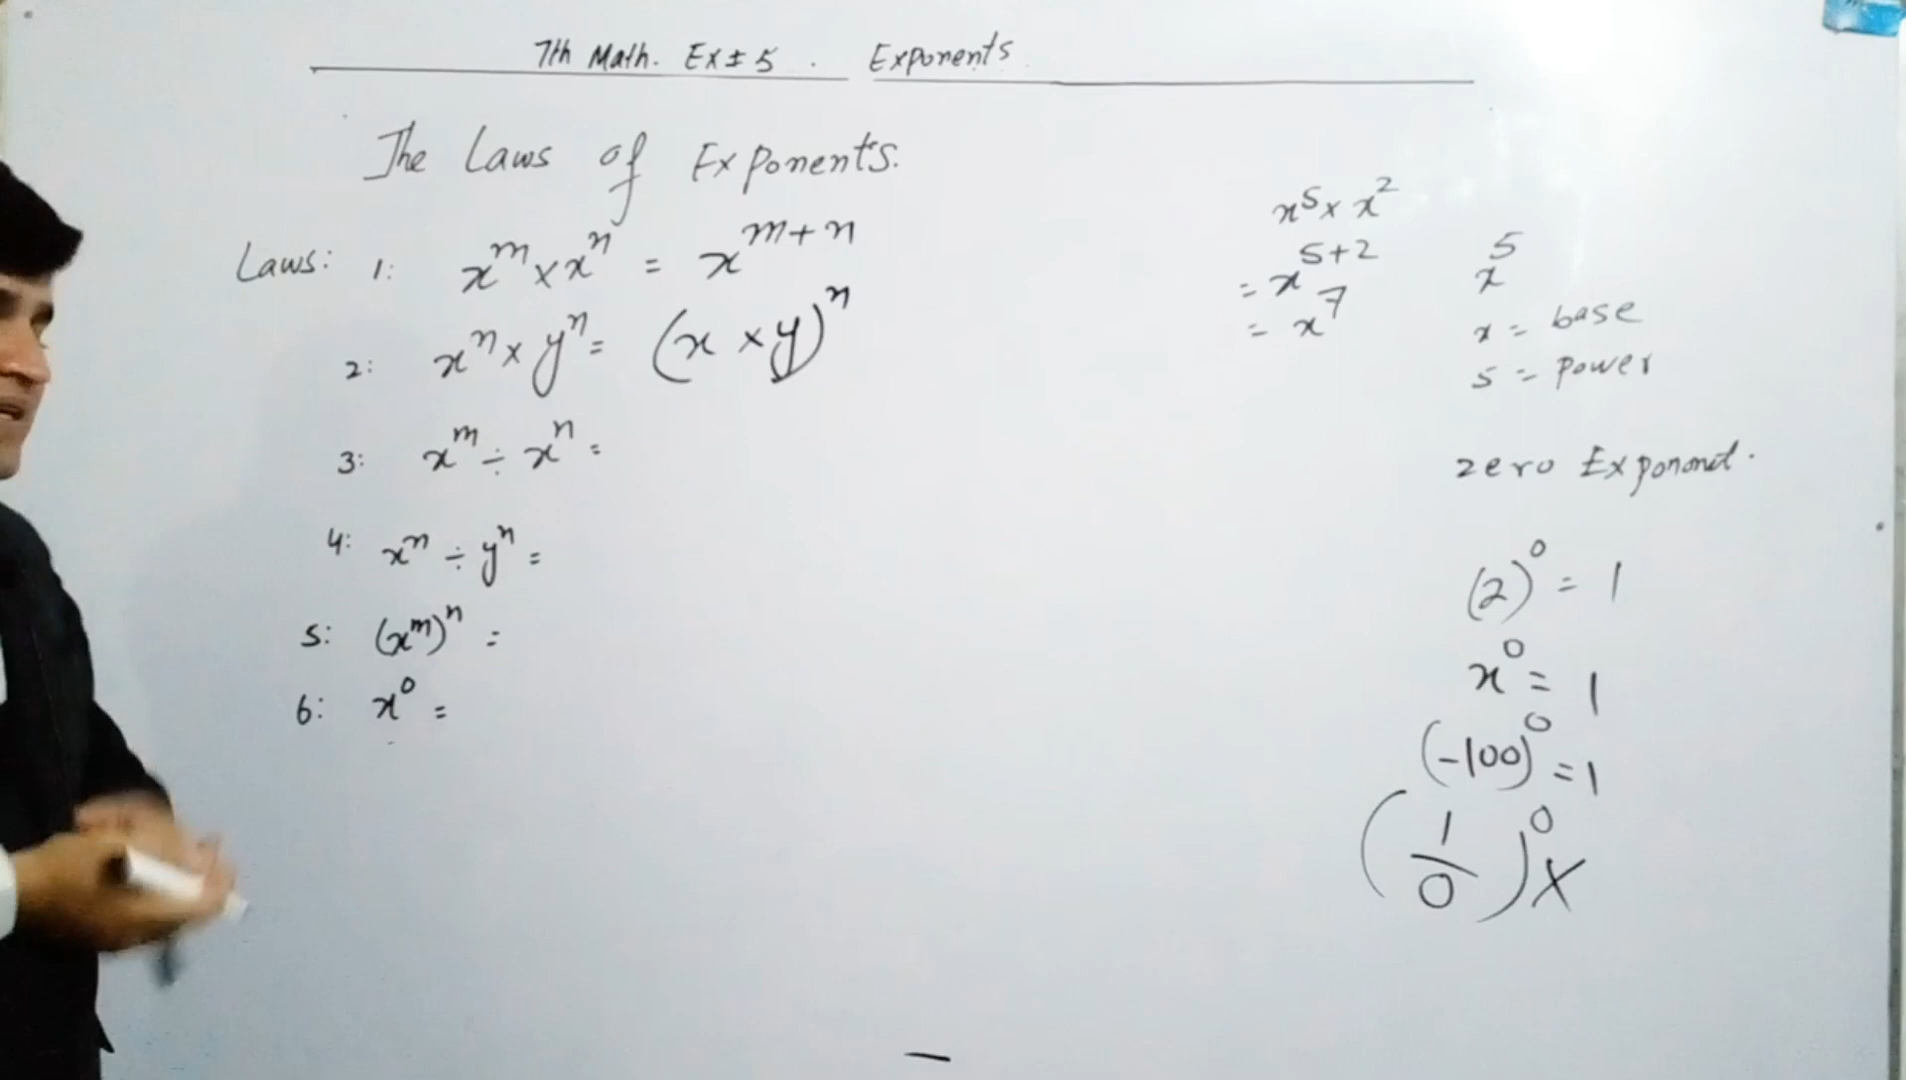 7th Math. Ex ± 5 . Exponents
The Laws of Exponents.
Laws: 1: x^m × x^n = x^m+n
2: x^n × y^n = (x × y)^n
3: x^m ÷ x^n =
4: x^n ÷ y^n =
5: (x^m)^n =
6: x^0 =
x^5 × x^2
= x^5+2
= x^7
x^5
x = base
5 = Power
zero Exponont.
(2)^0 = 1
x^0 = 1
(-100)^0 = 1
(1/0)^0 ×